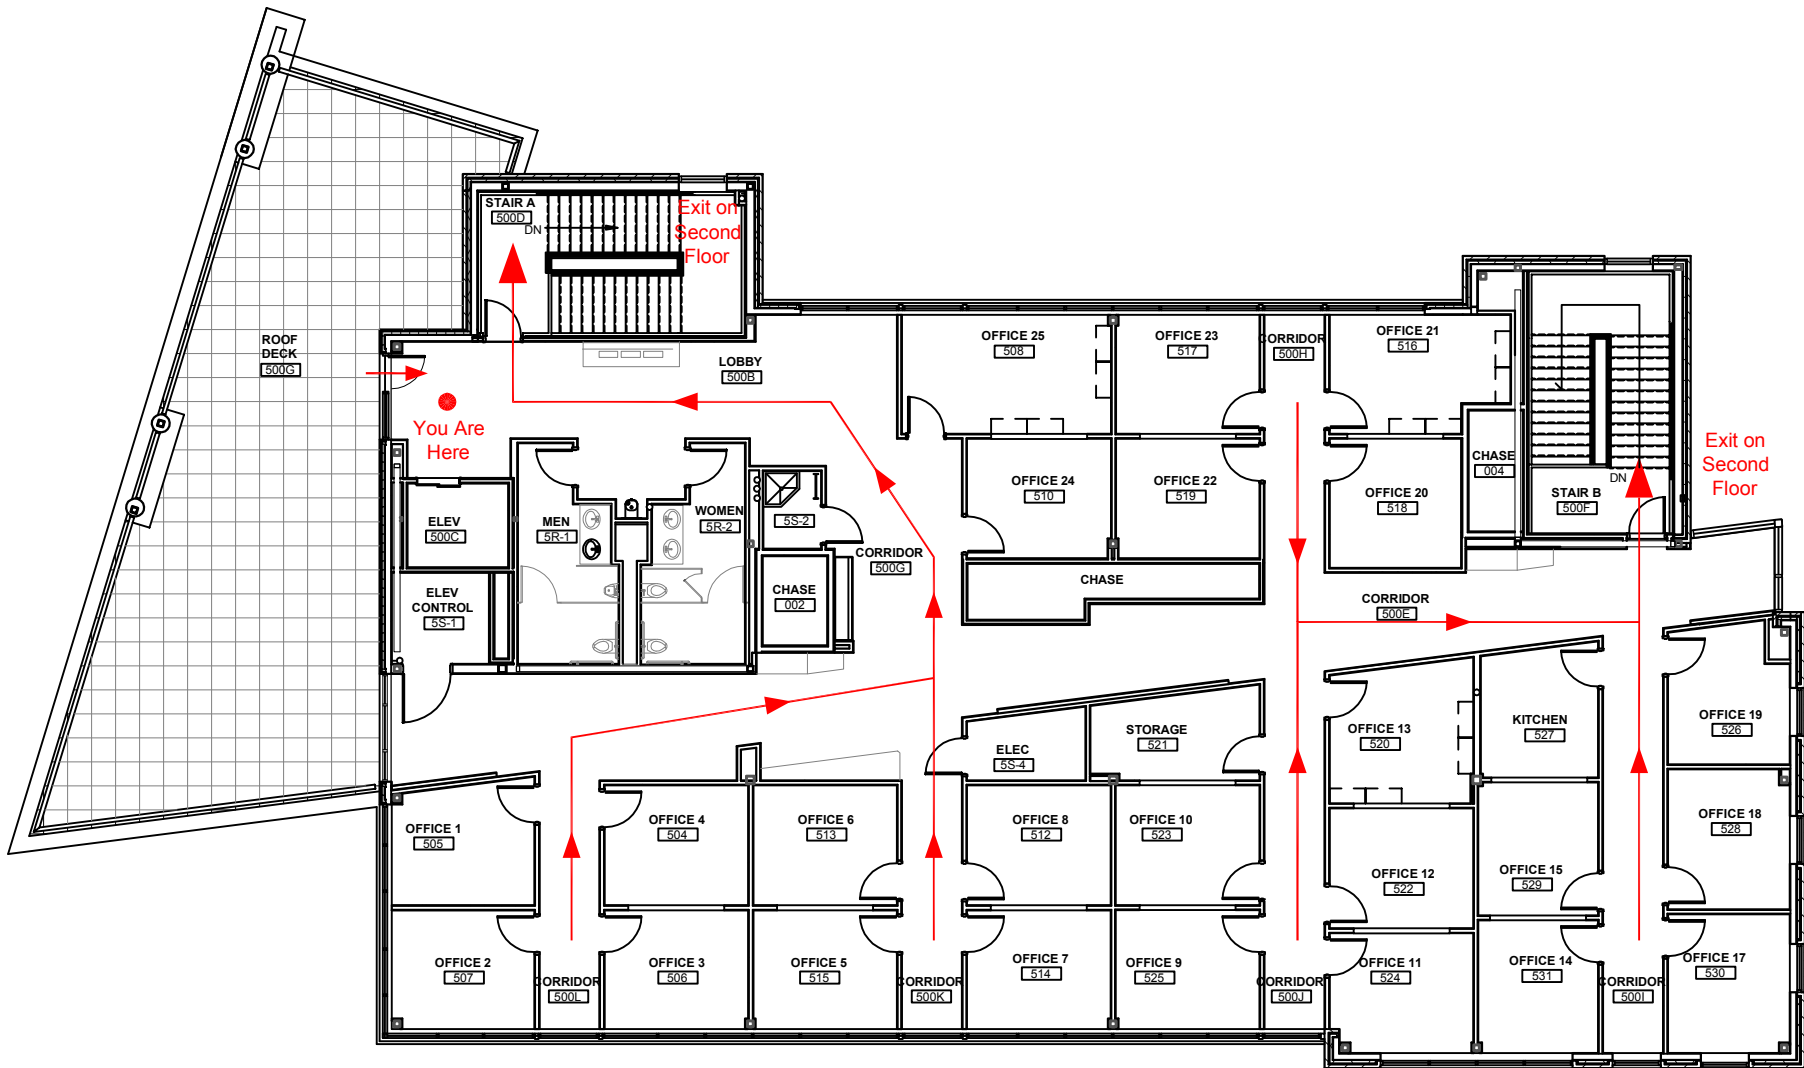 STAIR A
500D
DN
Exit on
Second
Floor
ROOF
DECK
500G
LOBBY
500B
You Are
Here
OFFICE 25
508
OFFICE 23
517
CORRIDOR
500H
OFFICE 21
516
OFFICE 24
510
OFFICE 22
519
OFFICE 20
518
CHASE
004
STAIR B
500F
DN
Exit on
Second
Floor
ELEV
500C
MEN
5R-1
WOMEN
5R-2
5S-2
CORRIDOR
500G
ELEV
CONTROL
5S-1
CHASE
002
CHASE
CORRIDOR
500E
ELEC
5S-4
STORAGE
521
OFFICE 13
520
KITCHEN
527
OFFICE 19
526
OFFICE 1
505
OFFICE 4
504
OFFICE 6
513
OFFICE 8
512
OFFICE 10
523
OFFICE 12
522
OFFICE 15
529
OFFICE 18
528
OFFICE 2
507
CORRIDOR
500L
OFFICE 3
506
OFFICE 5
515
CORRIDOR
500K
OFFICE 7
514
OFFICE 9
525
CORRIDOR
500J
OFFICE 11
524
OFFICE 14
531
CORRIDOR
500I
OFFICE 17
530